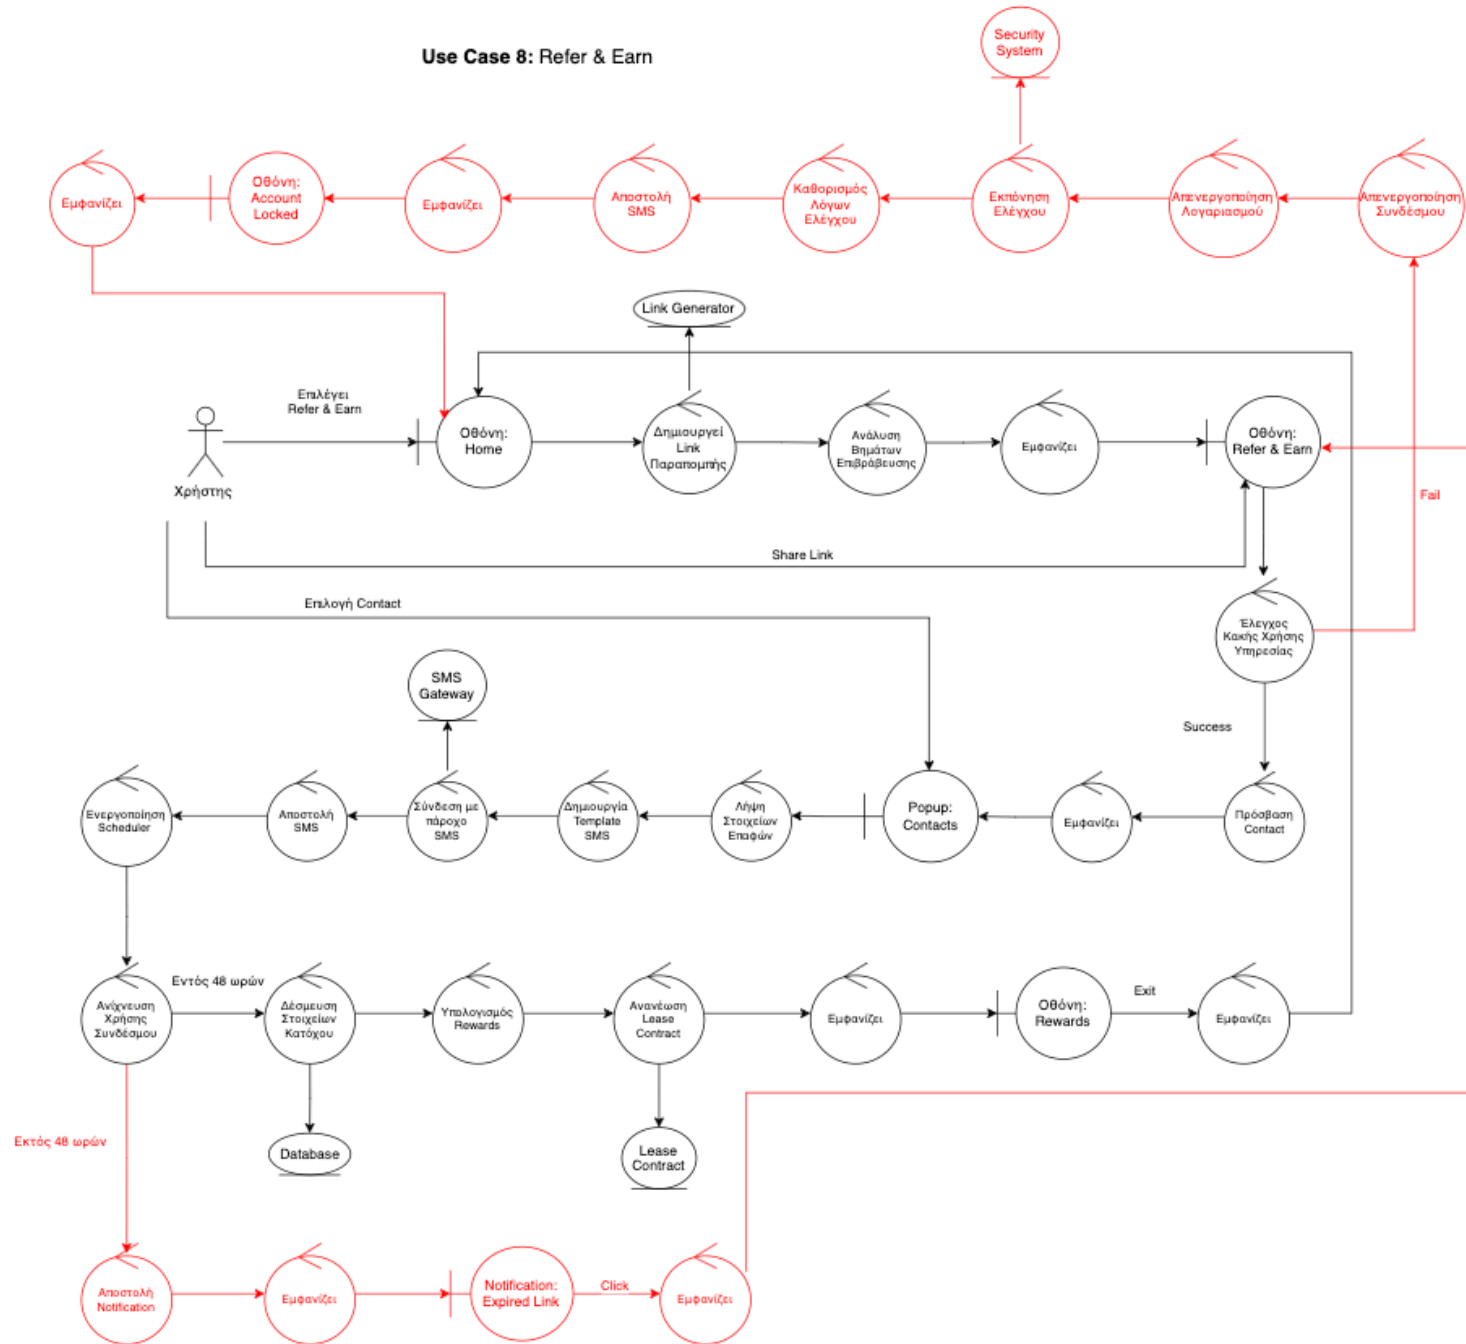 Use Case 8: Refer & Earn
Security
System
Εμφανίζει
Οθόνη:
Account
Locked
Εμφανίζει
Αποστολή
SMS
Καθορισμός
Λόγων
Ελέγχου
Εκπόνηση
Ελέγχου
Απενεργοποίηση
Λογαριασμού
Απενεργοποίηση
Συνδέσμου
Link Generator
Επιλέγει
Refer & Earn
Χρήστης
Οθόνη:
Home
Δημιουργεί
Link
Παραπομπής
Ανάλυση
Βημάτων
Επιβράβευσης
Εμφανίζει
Οθόνη:
Refer & Earn
Fail
Share Link
Επιλογή Contact
Έλεγχος
Κακής Χρήσης
Υπηρεσίας
SMS
Gateway
Success
Ενεργοποίηση
Scheduler
Αποστολή
SMS
Σύνδεση με
πάροχο
SMS
Δημιουργία
Template
SMS
Λήψη
Στοιχείων
Επαφών
Popup:
Contacts
Εμφανίζει
Πρόσβαση
Contact
Ανίχνευση
Χρήσης
Συνδέσμου
Εντός 48 ωρών
Δέσμευση
Στοιχείων
Κατόχου
Υπολογισμός
Rewards
Ανανέωση
Lease
Contract
Εμφανίζει
Οθόνη:
Rewards
Exit
Εμφανίζει
Εκτός 48 ωρών
Database
Lease
Contract
Αποστολή
Notification
Εμφανίζει
Notification:
Expired Link
Click
Εμφανίζει